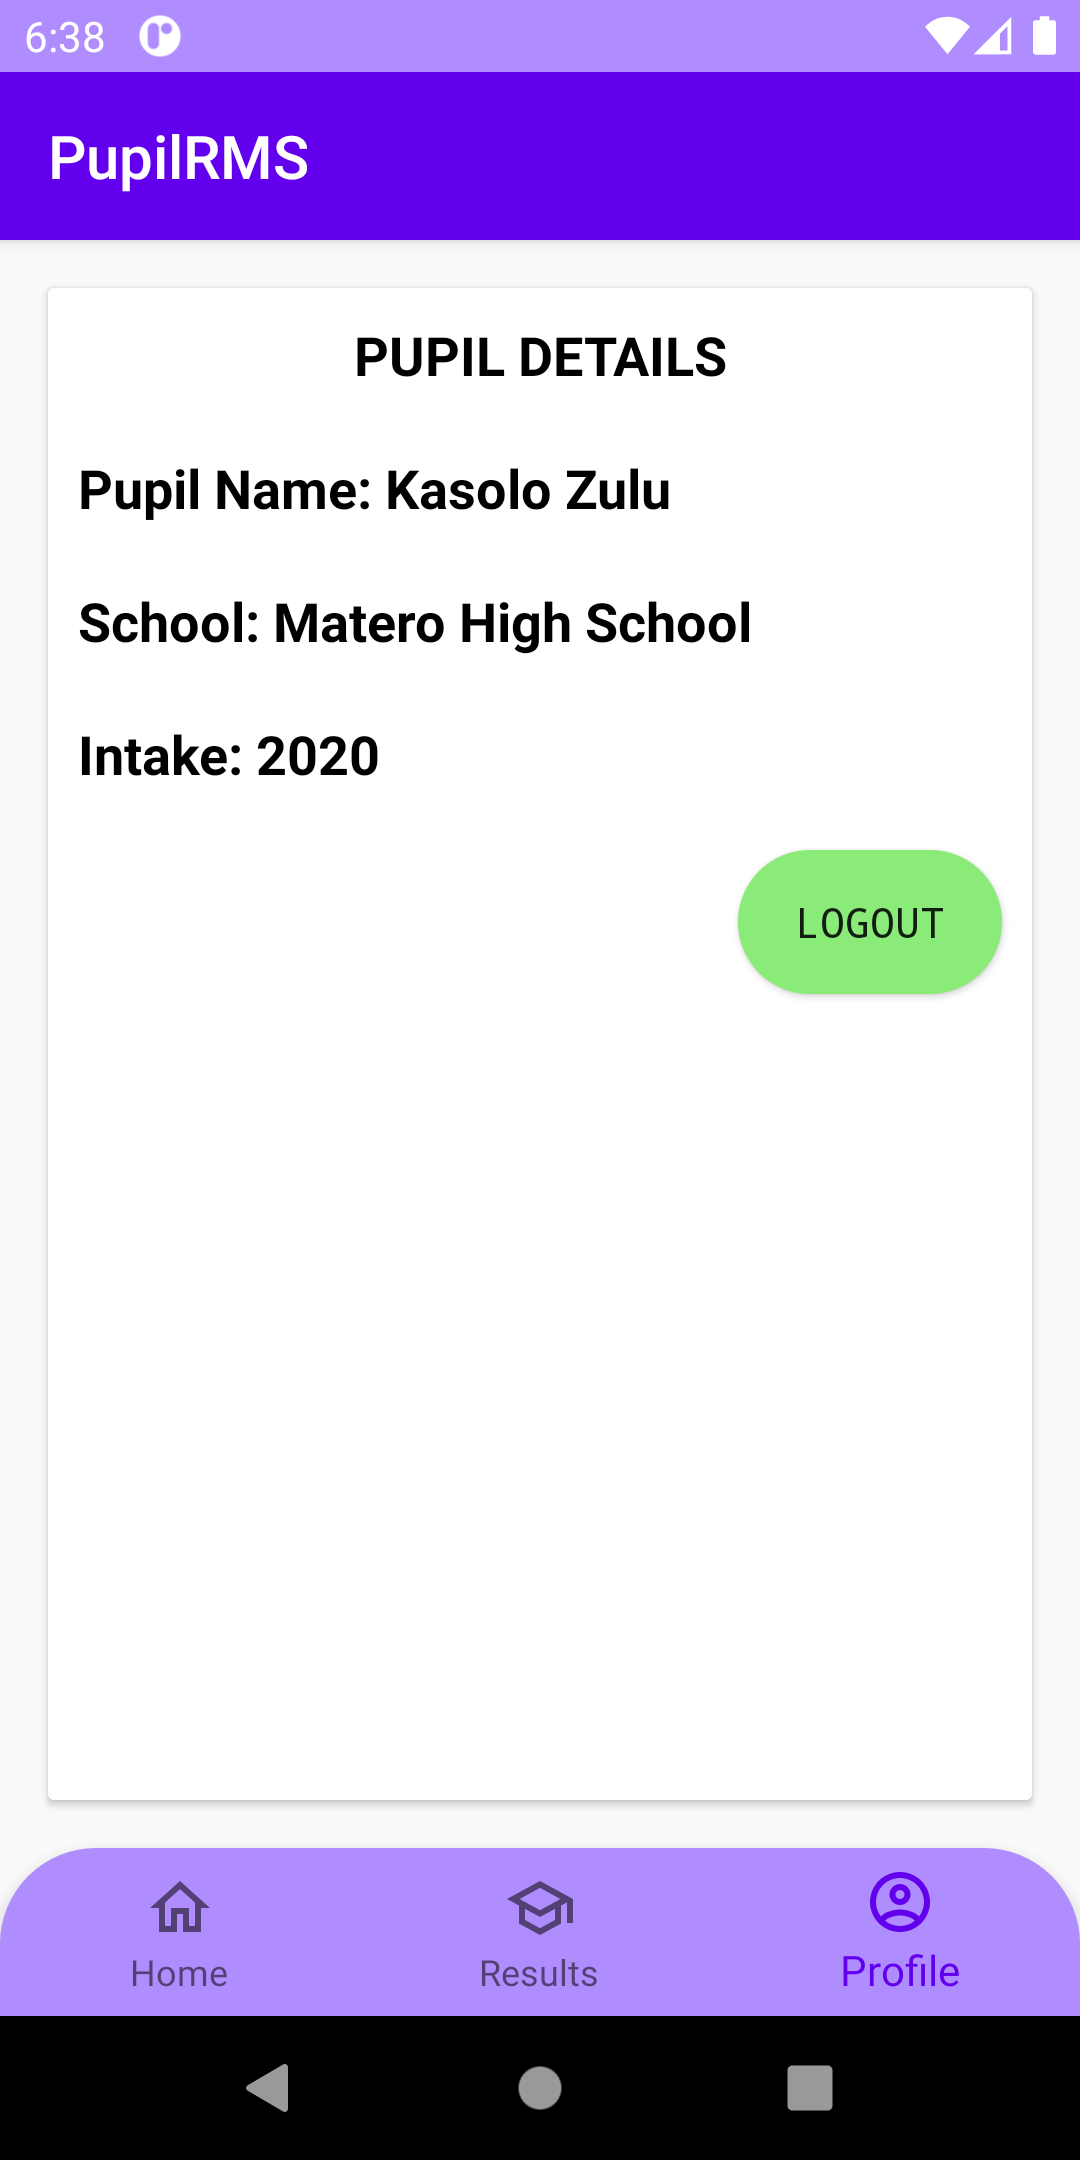 6:38
PupilRMS
PUPIL DETAILS
Pupil Name: Kasolo Zulu
School: Matero High School
Intake: 2020
LOGOUT
Home
Results
Profile